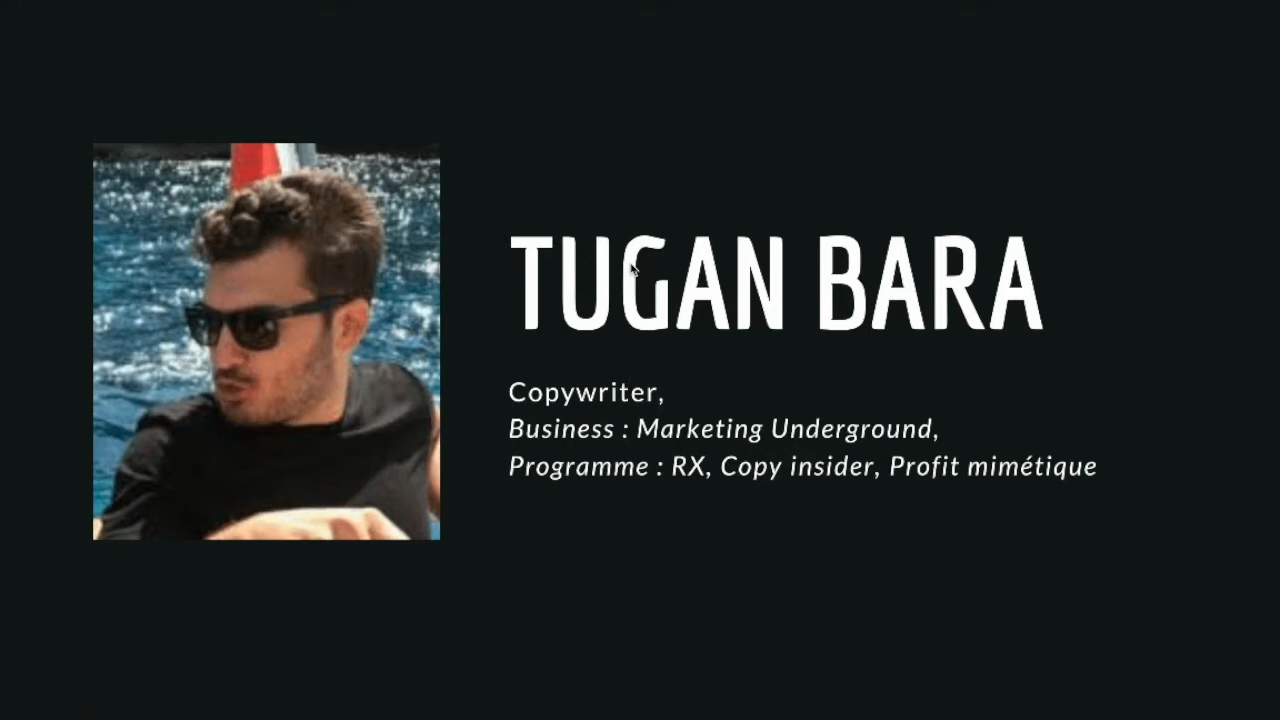 TUGAN BARA
Copywriter,
Business : Marketing Underground,
Programme : RX, Copy insider, Profit mimétique